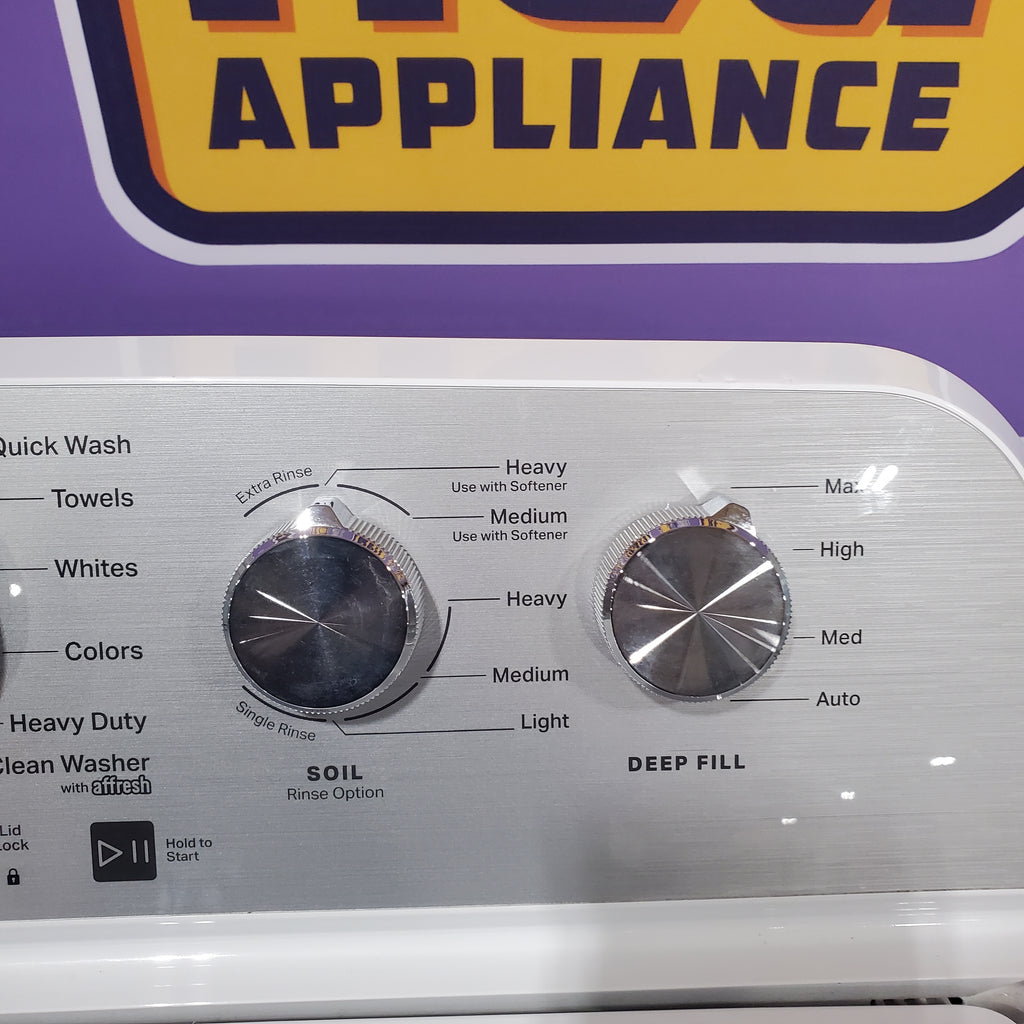 APPLIANCE
Quick Wash
Towels
Whites
Colors
Heavy Duty
Clean Washer
with affresh
Lid
Lock
Hold to
Start
Extra Rinse
Heavy
Use with Softener
Medium
Use with Softener
Heavy
Medium
Light
Single Rinse
SOIL
Rinse Option
Max
High
Med
Auto
DEEP FILL